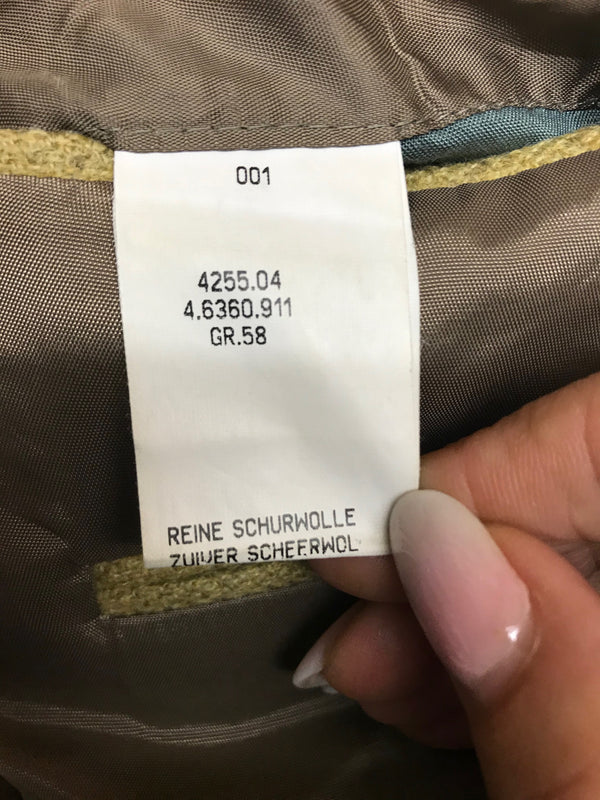 001
4255.04
4.6360.911
GR.58
REINE SCHURWOLLE
ZUIVER SCHEERWOL